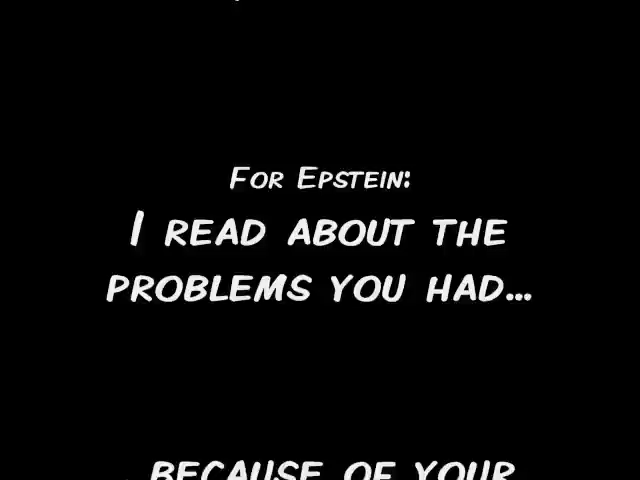 For Epstein:
I read about the
problems you had...
because of your